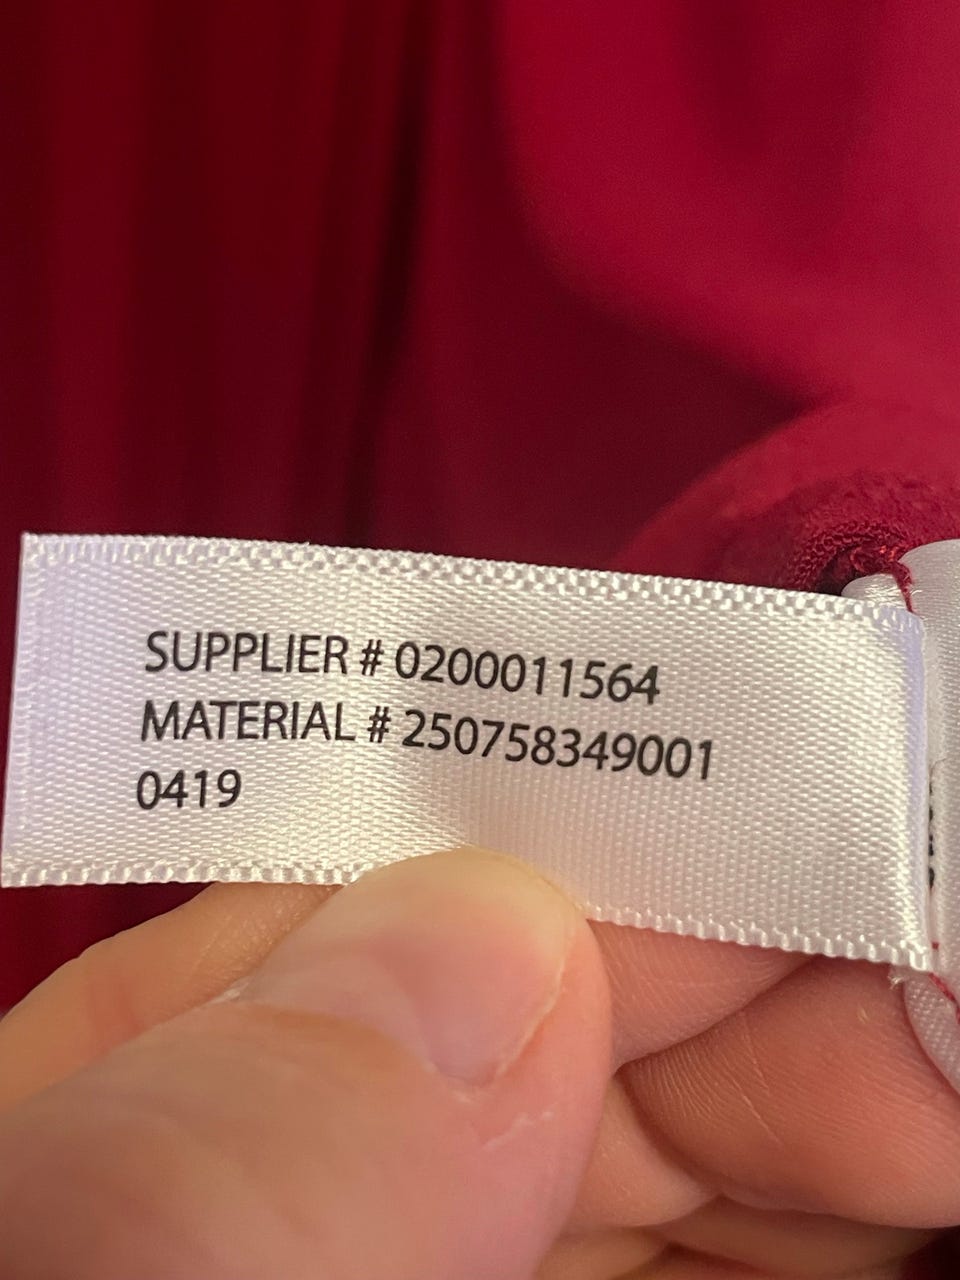 SUPPLIER # 0200011564
MATERIAL # 250758349001
0419